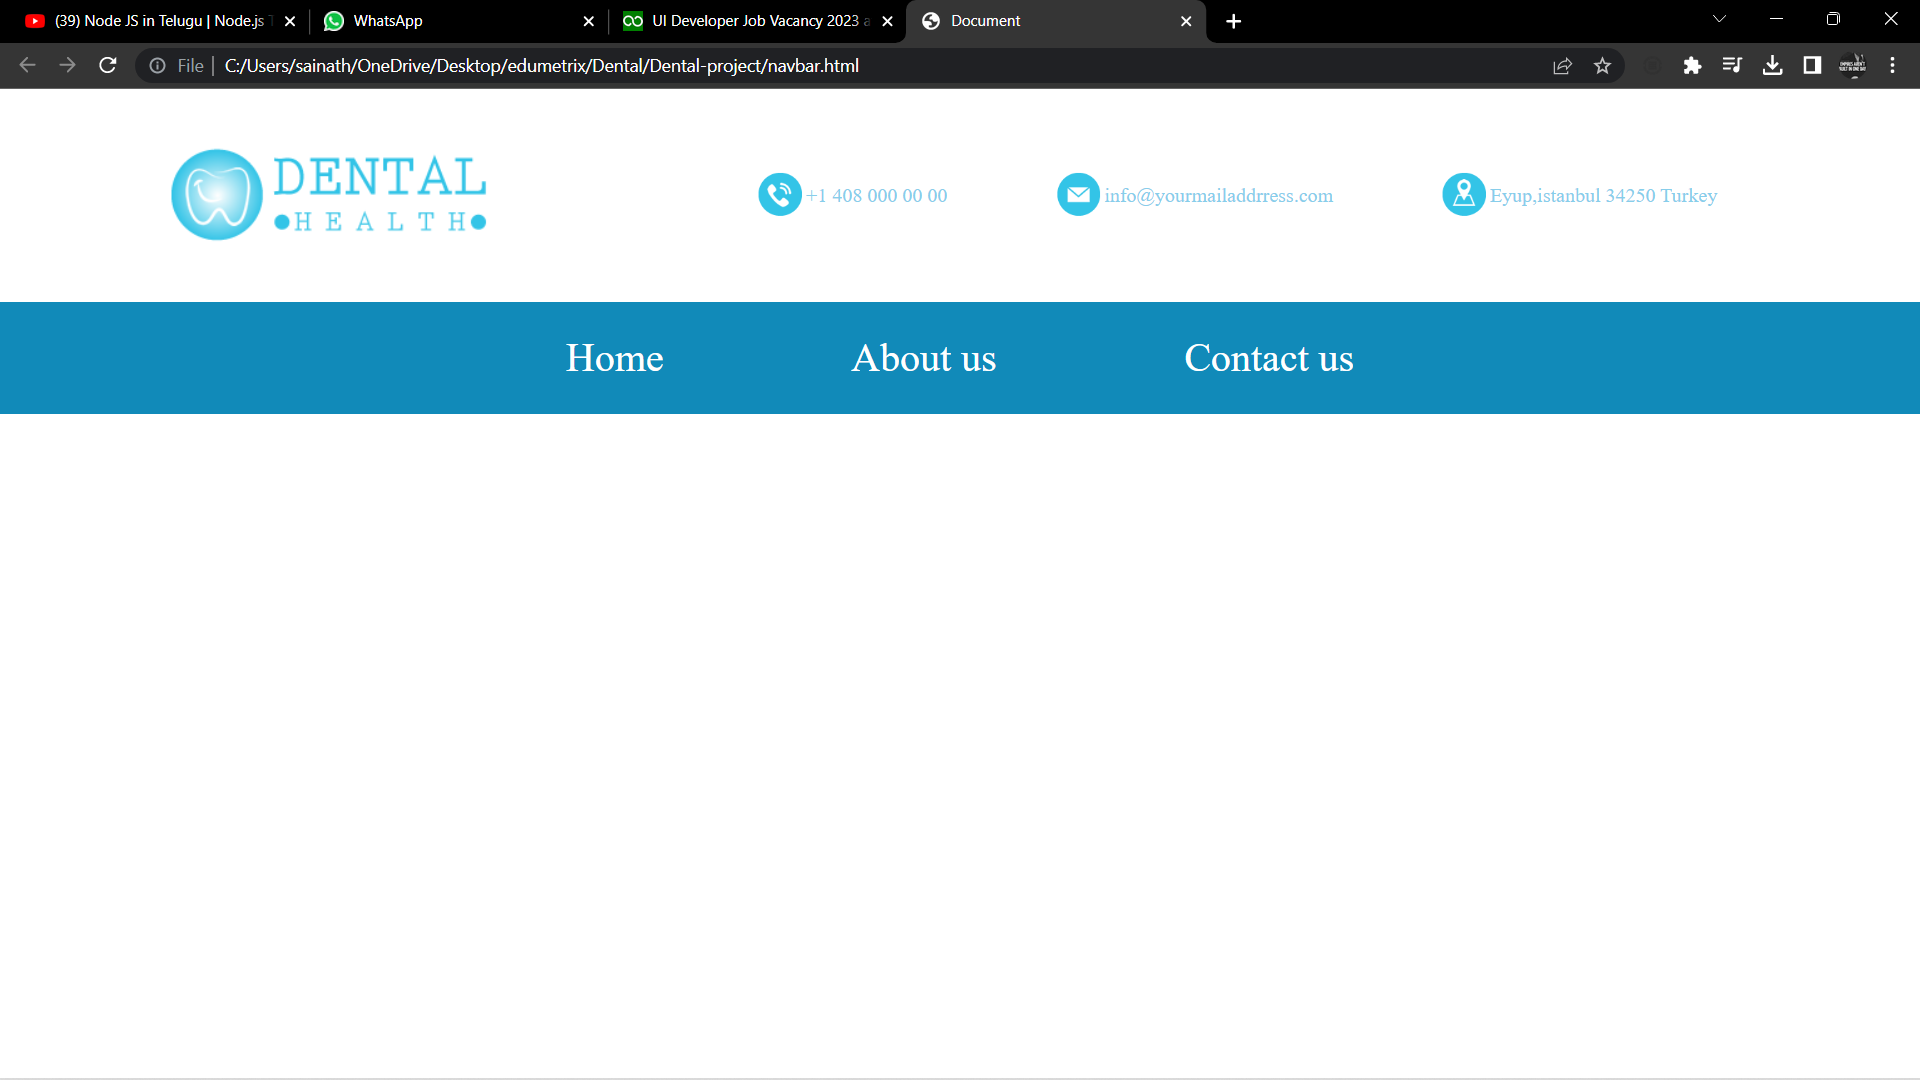 (39) Node JS in Telugu | Node.js
WhatsApp
UI Developer Job Vacancy 2023
Document
File
C:/Users/sainath/OneDrive/Desktop/edumetrix/Dental/Dental-project/navbar.html
DENTAL
HEALTH
+1 408 000 00 00
info@yourmailaddrress.com
Eyup,istanbul 34250 Turkey
Home
About us
Contact us